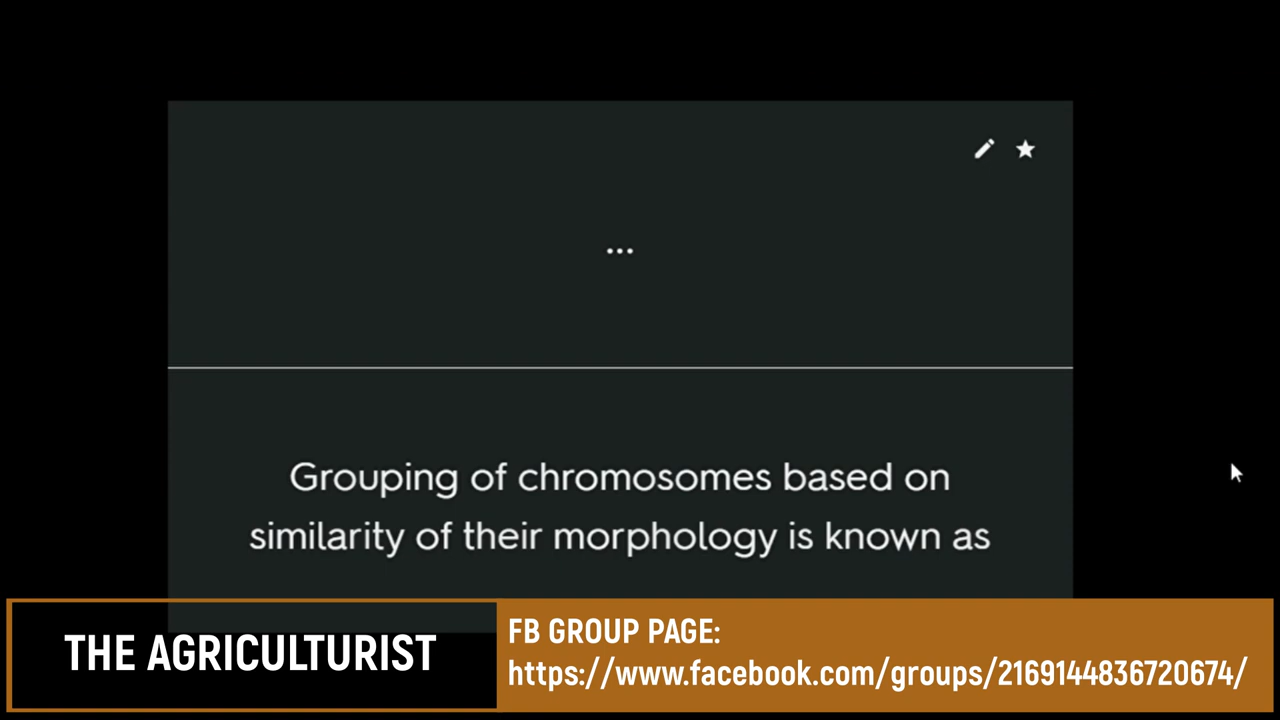 ...
Grouping of chromosomes based on
similarity of their morphology is known as
THE AGRICULTURIST
FB GROUP PAGE:
https://www.facebook.com/groups/2169144836720674/